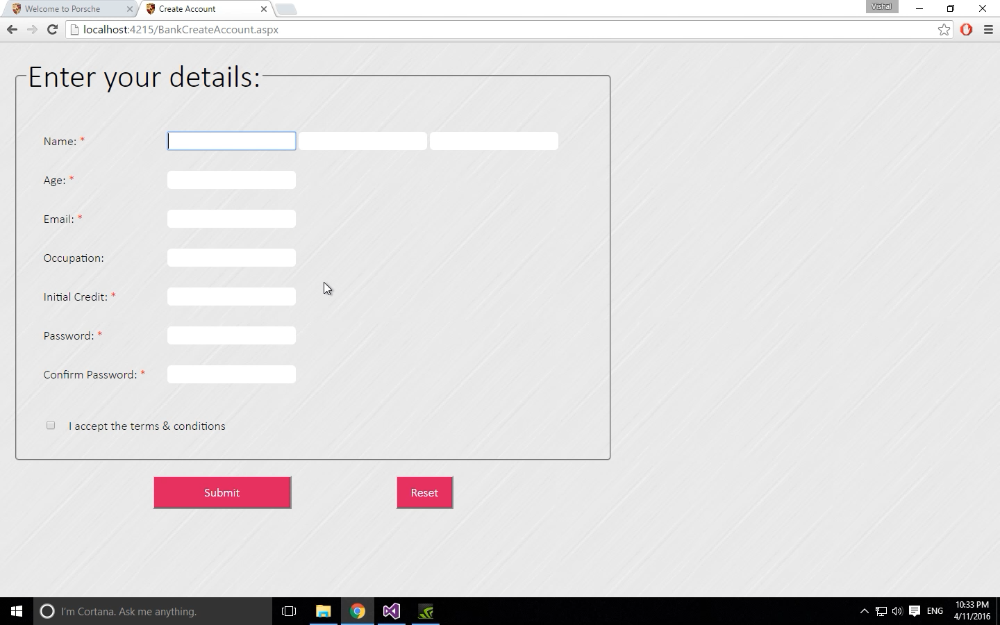 Welcome to Porsche
Create Account
Vishal
localhost:4215/BankCreateAccount.aspx
Enter your details:
Name: *
Age: *
Email: *
Occupation:
Initial Credit: *
Password: *
Confirm Password: *
I accept the terms & conditions
Submit
Reset
I'm Cortana. Ask me anything.
ENG
10:33 PM
4/11/2016